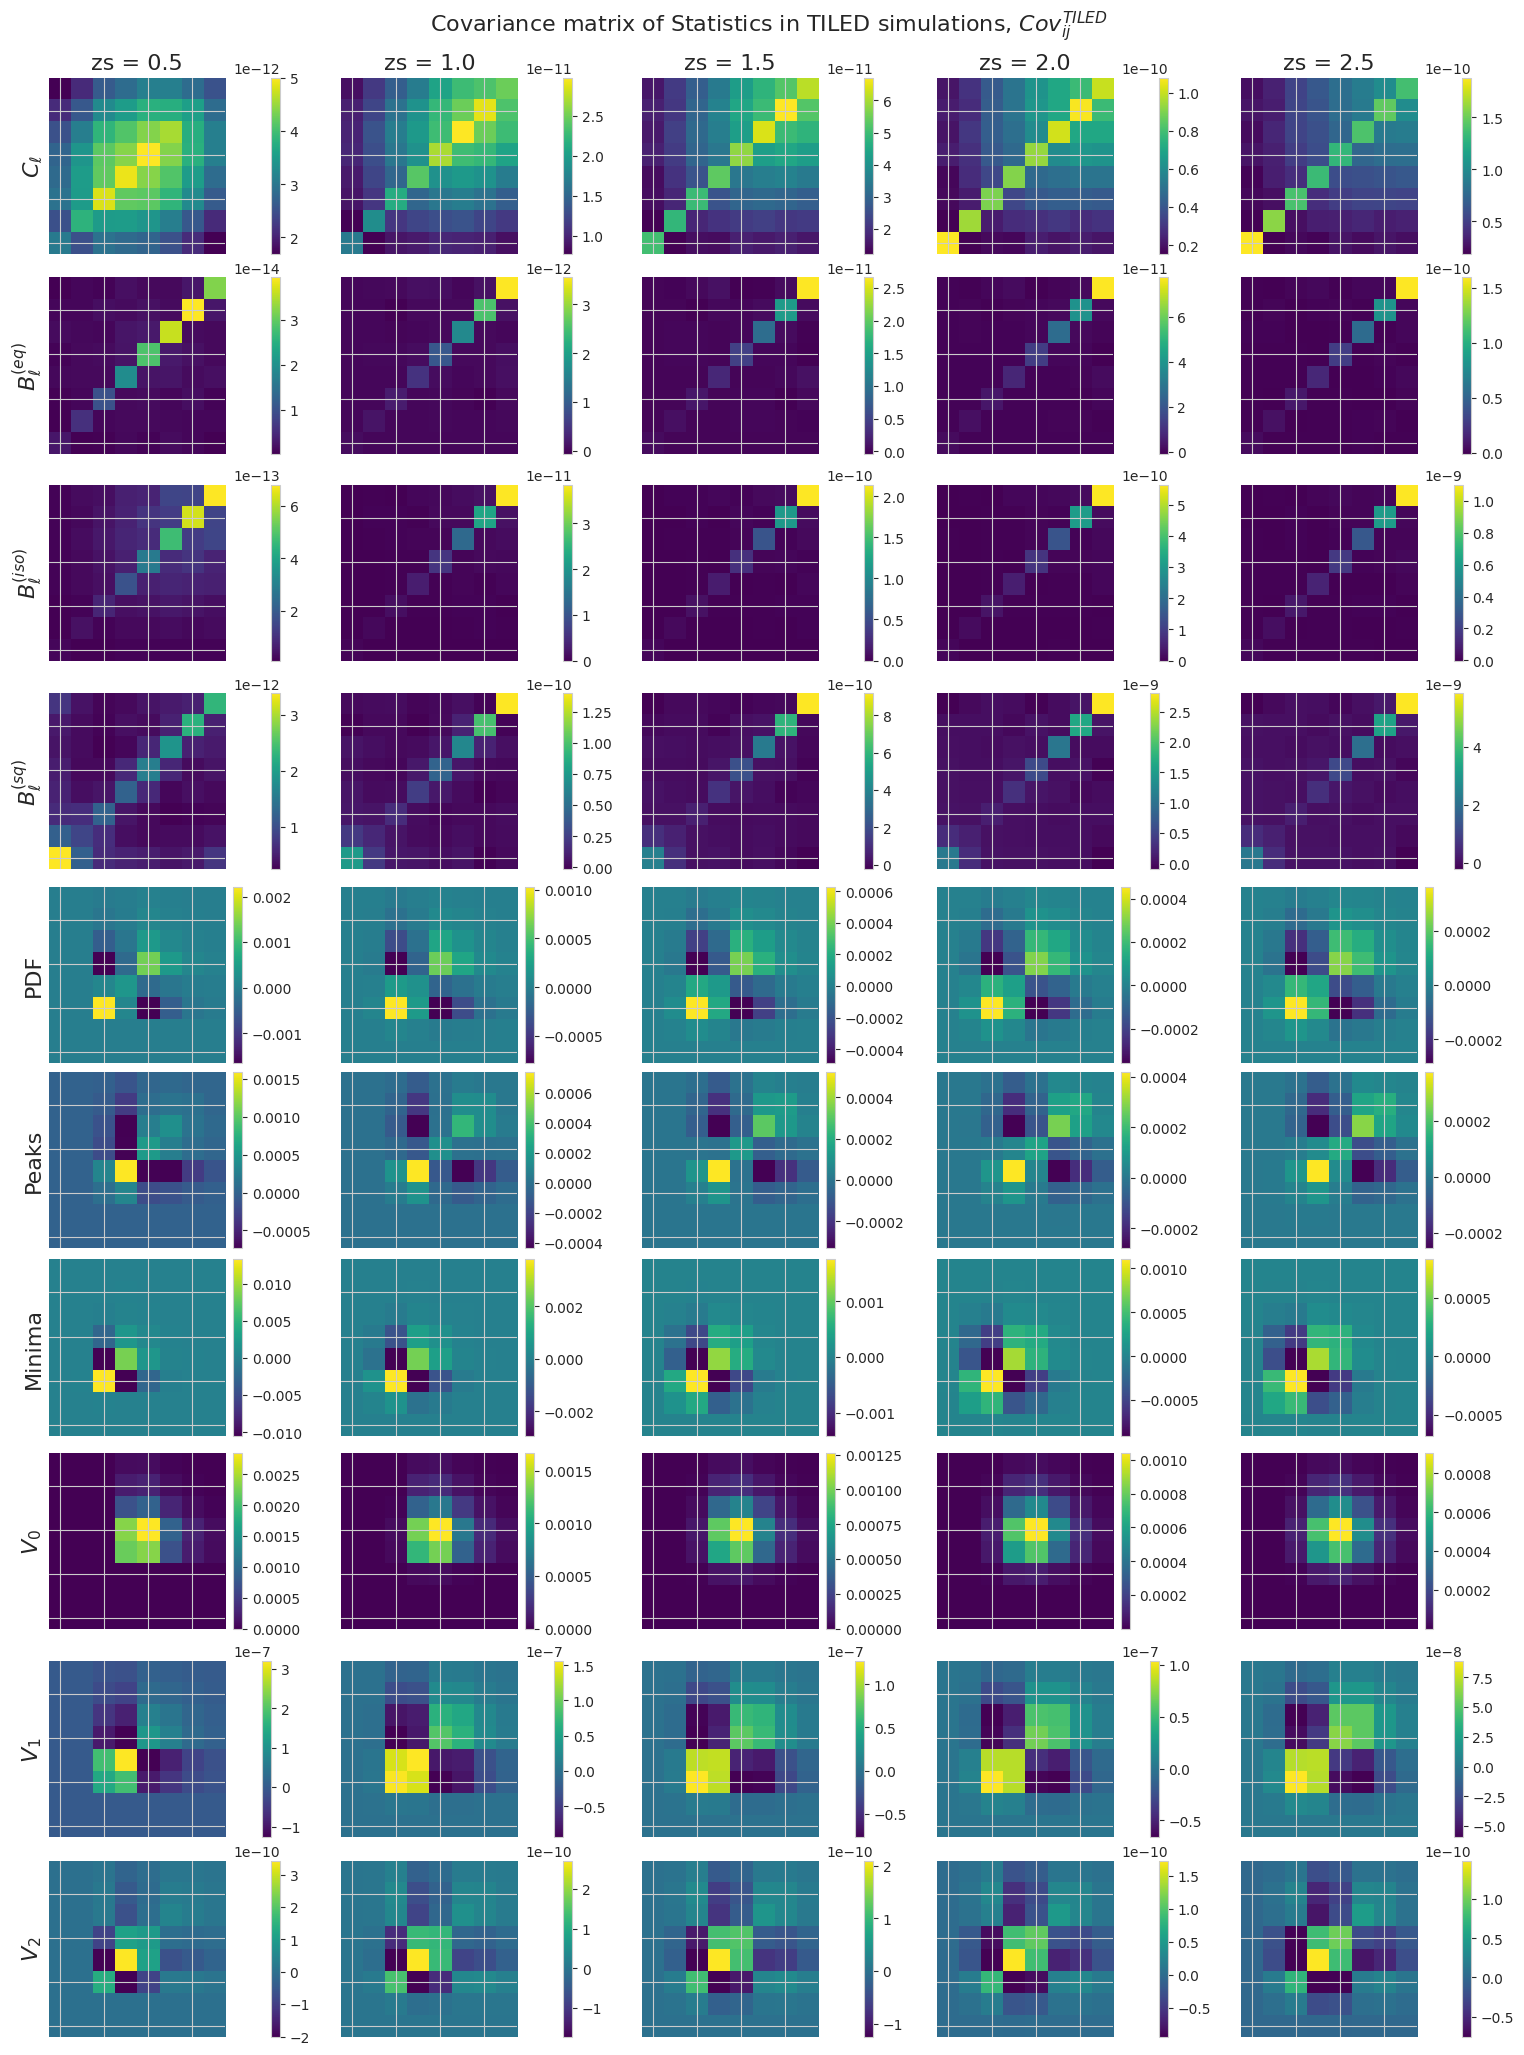 Covariance matrix of Statistics in TILED simulations, $Cov_{ij}^{TILED}$
zs = 0.5 zs = 1.0 zs = 1.5 zs = 2.0 zs = 2.5
$C_\ell$
1e−12 5 4 3 2
1e−11 2.5 2.0 1.5 1.0
1e−11 6 5 4 3 2
1e−10 1.0 0.8 0.6 0.4 0.2
1e−10 1.5 1.0 0.5
$B_\ell^{(eq)}$
1e−14 4 3 2 1
1e−12 3 2 1 0
1e−11 2.5 2.0 1.5 1.0 0.5 0.0
1e−11 6 4 2 0
1e−10 1.5 1.0 0.5 0.0
$B_\ell^{(iso)}$
1e−13 6 4 2
1e−11 3 2 1 0
1e−10 2.0 1.5 1.0 0.5 0.0
1e−10 5 4 3 2 1 0
1e−9 1.0 0.8 0.6 0.4 0.2 0.0
$B_\ell^{(sq)}$
1e−12 3 2 1
1e−10 1.25 1.00 0.75 0.50 0.25 0.00
1e−10 8 6 4 2 0
1e−9 2.5 2.0 1.5 1.0 0.5 0.0
1e−9 4 2 0
PDF
0.002 0.001 0.000 −0.001
0.0010 0.0005 0.0000 −0.0005
0.0006 0.0004 0.0002 0.0000 −0.0002 −0.0004
0.0004 0.0002 0.0000 −0.0002
0.0002 0.0000 −0.0002
Peaks
0.0015 0.0010 0.0005 0.0000 −0.0005
0.0006 0.0004 0.0002 0.0000 −0.0002 −0.0004
0.0004 0.0002 0.0000 −0.0002
0.0004 0.0002 0.0000 −0.0002
0.0002 0.0000 −0.0002
Minima
0.010 0.005 0.000 −0.005 −0.010
0.002 0.000 −0.002
0.001 0.000 −0.001
0.0010 0.0005 0.0000 −0.0005
0.0005 0.0000 −0.0005
$V_0$
0.0025 0.0020 0.0015 0.0010 0.0005 0.0000
0.0015 0.0010 0.0005 0.0000
0.00125 0.00100 0.00075 0.00050 0.00025 0.00000
0.0010 0.0008 0.0006 0.0004 0.0002
0.0008 0.0006 0.0004 0.0002
$V_1$
1e−7 3 2 1 0 −1
1e−7 1.5 1.0 0.5 0.0 −0.5
1e−7 1.0 0.5 0.0 −0.5
1e−7 1.0 0.5 0.0 −0.5
1e−8 7.5 5.0 2.5 0.0 −2.5 −5.0
$V_2$
1e−10 3 2 1 0 −1 −2
1e−10 2 1 0 −1
1e−10 2 1 0 −1
1e−10 1.5 1.0 0.5 0.0 −0.5
1e−10 1.0 0.5 0.0 −0.5